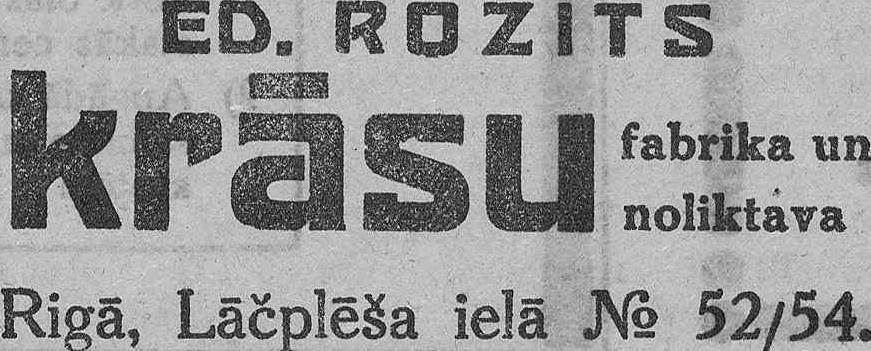 ED. ROZITS
krāsu fabrika un
noliktava
Rigā, Lāčplēša ielā № 52/54.